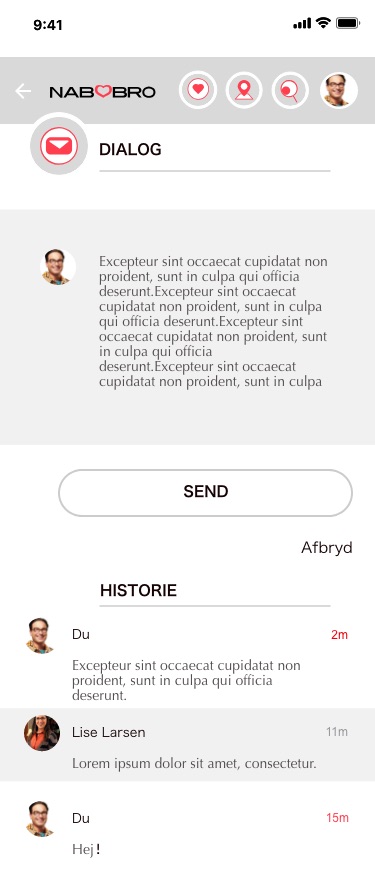 9:41
NABOBRO
DIALOG
Excepteur sint occaecat cupidatat non
proident, sunt in culpa qui officia
deserunt.Excepteur sint occaecat
cupidatat non proident, sunt in culpa
qui officia deserunt.Excepteur sint
occaecat cupidatat non proident, sunt
in culpa qui officia
deserunt.Excepteur sint occaecat
cupidatat non proident, sunt in culpa
SEND
Afbryd
HISTORIE
Du 2m
Excepteur sint occaecat cupidatat non
proident, sunt in culpa qui officia
deserunt.
Lise Larsen 11m
Lorem ipsum dolor sit amet, consectetur.
Du 15m
Hej!